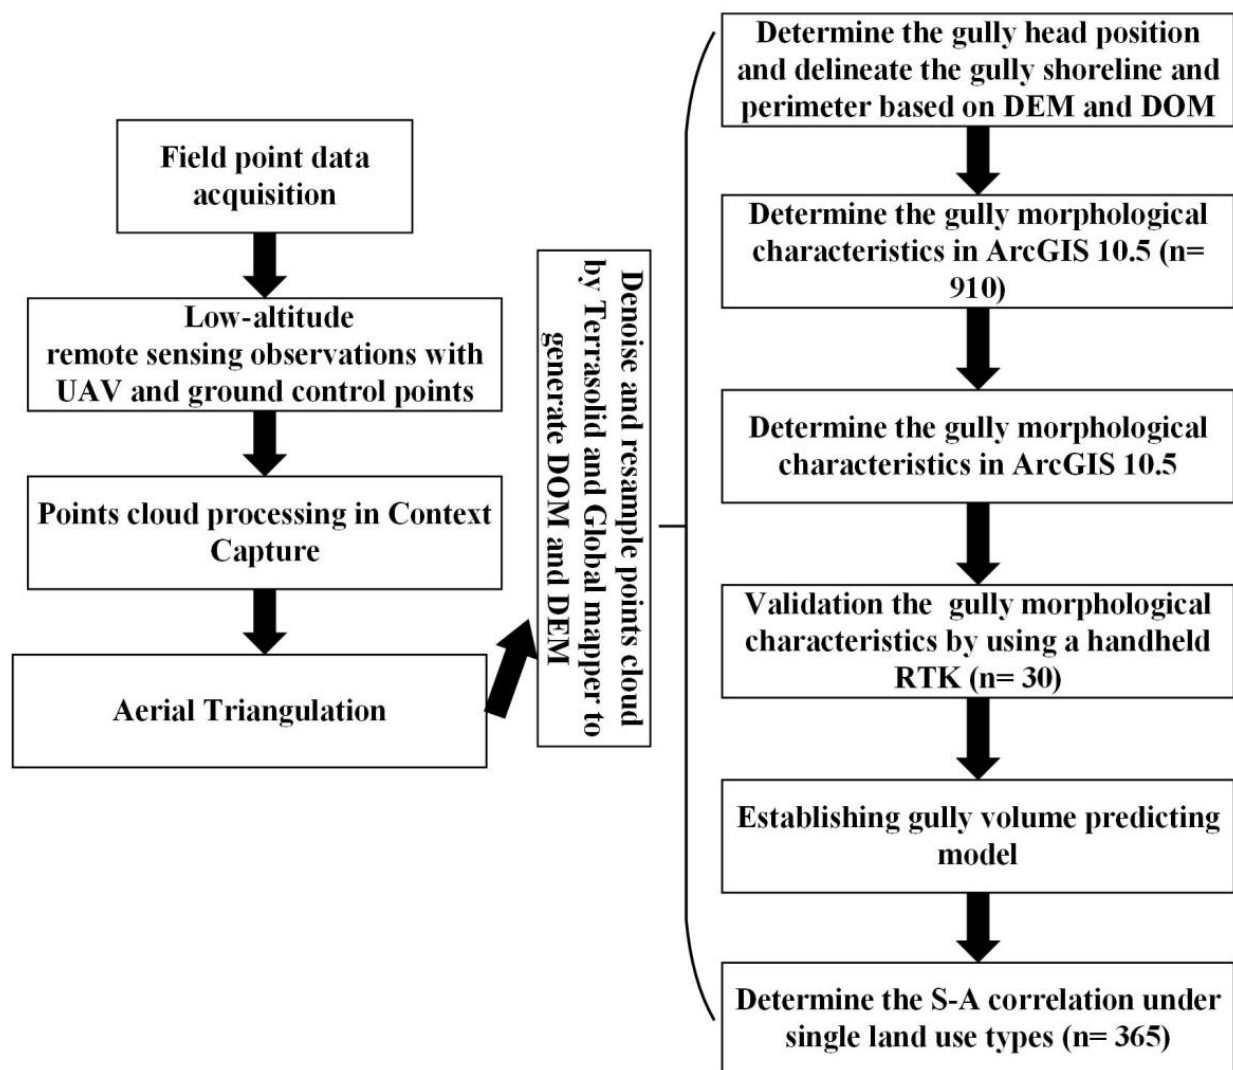 Field point data
acquisition
Low-altitude
remote sensing observations with
UAV and ground control points
Points cloud processing in Context
Capture
Aerial Triangulation
Denoise and resample points cloud
by Terrasolid and Global mapper to
generate DOM and DEM
Determine the gully head position
and delineate the gully shoreline and
perimeter based on DEM and DOM
Determine the gully morphological
characteristics in ArcGIS 10.5 (n=
910)
Determine the gully morphological
characteristics in ArcGIS 10.5
Validation the gully morphological
characteristics by using a handheld
RTK (n= 30)
Establishing gully volume predicting
model
Determine the S-A correlation under
single land use types (n= 365)